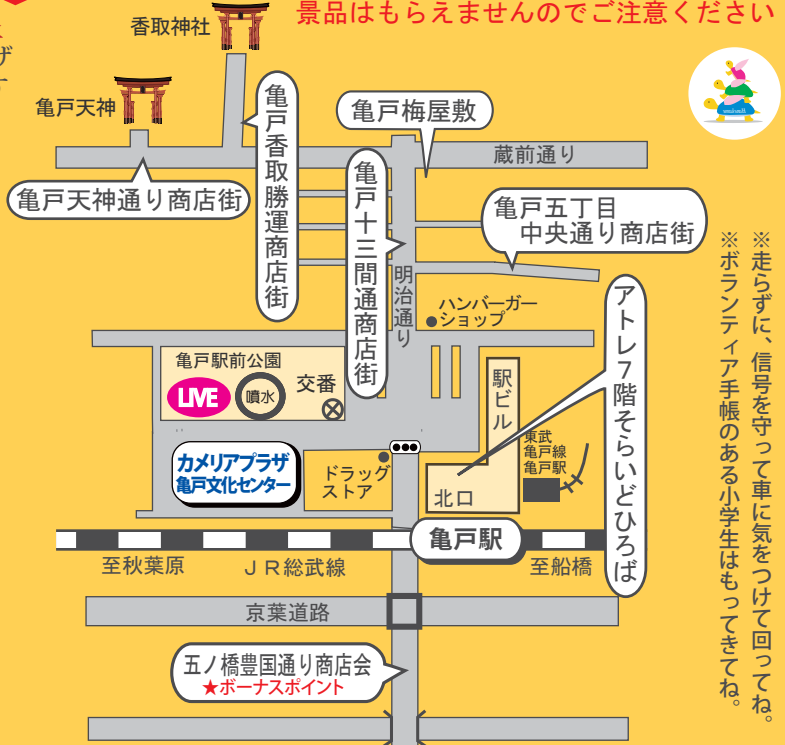 景品はもらえませんのでご注意ください
香取神社
亀戸天神
亀戸天神通り商店街
亀戸香取勝運商店街
亀戸梅屋敷
蔵前通り
亀戸十三間通商店街
明治通り
亀戸五丁目
中央通り商店街
ハンバーガー
ショップ
亀戸駅前公園
LIVE
噴水
交番
カメリアプラザ
亀戸文化センター
ドラッグ
ストア
駅ビル
北口
東武
亀戸線
亀戸駅
アトレ7階そらいどひろば
亀戸駅
至秋葉原
JR総武線
至船橋
京葉道路
五ノ橋豊国通り商店会
★ボーナスポイント
※走らずに、信号を守って車に気をつけて回ってね。
※ボランティア手帳のある小学生はもってきてね。